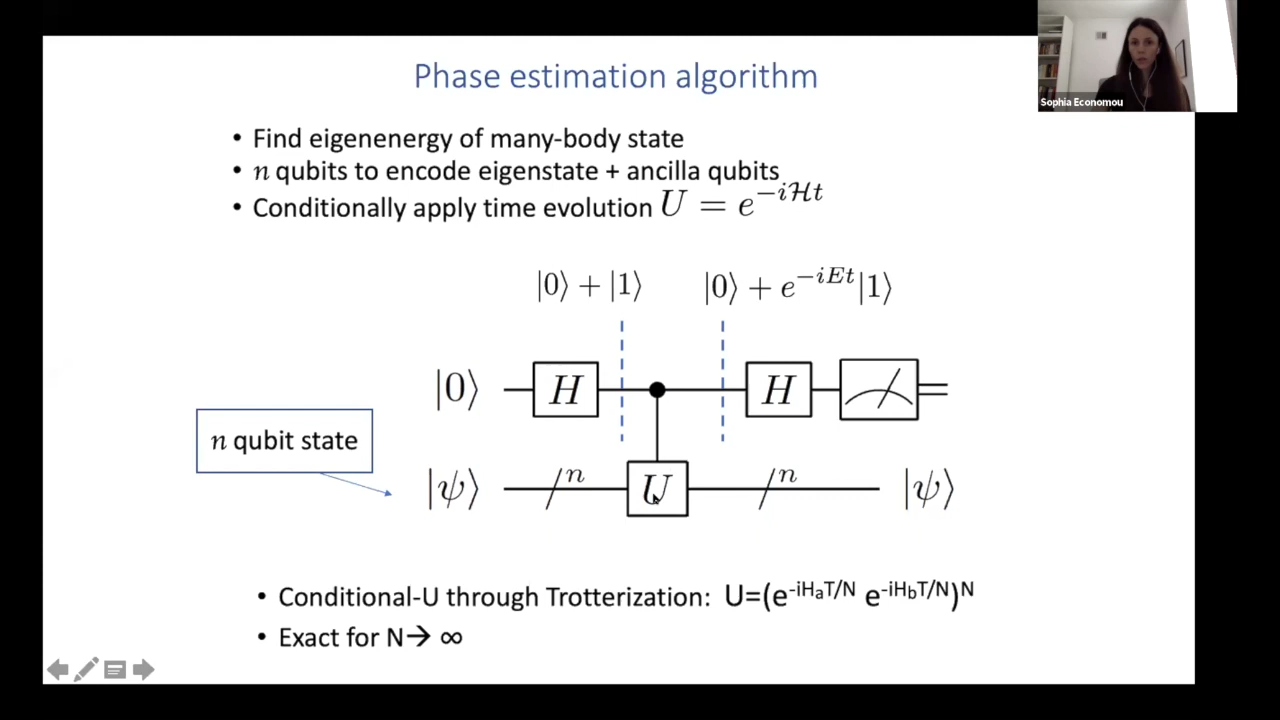 Phase estimation algorithm
Sophia Economou
• Find eigenenergy of many-body state
• n qubits to encode eigenstate + ancilla qubits
• Conditionally apply time evolution U = e^{-iℋt}
|0⟩ + |1⟩ |0⟩ + e^{-iEt}|1⟩
|0⟩ H H
n qubit state
|ψ⟩ n U n |ψ⟩
• Conditional-U through Trotterization: U=(e^{-iH_aT/N} e^{-iH_bT/N})^N
• Exact for N→ ∞